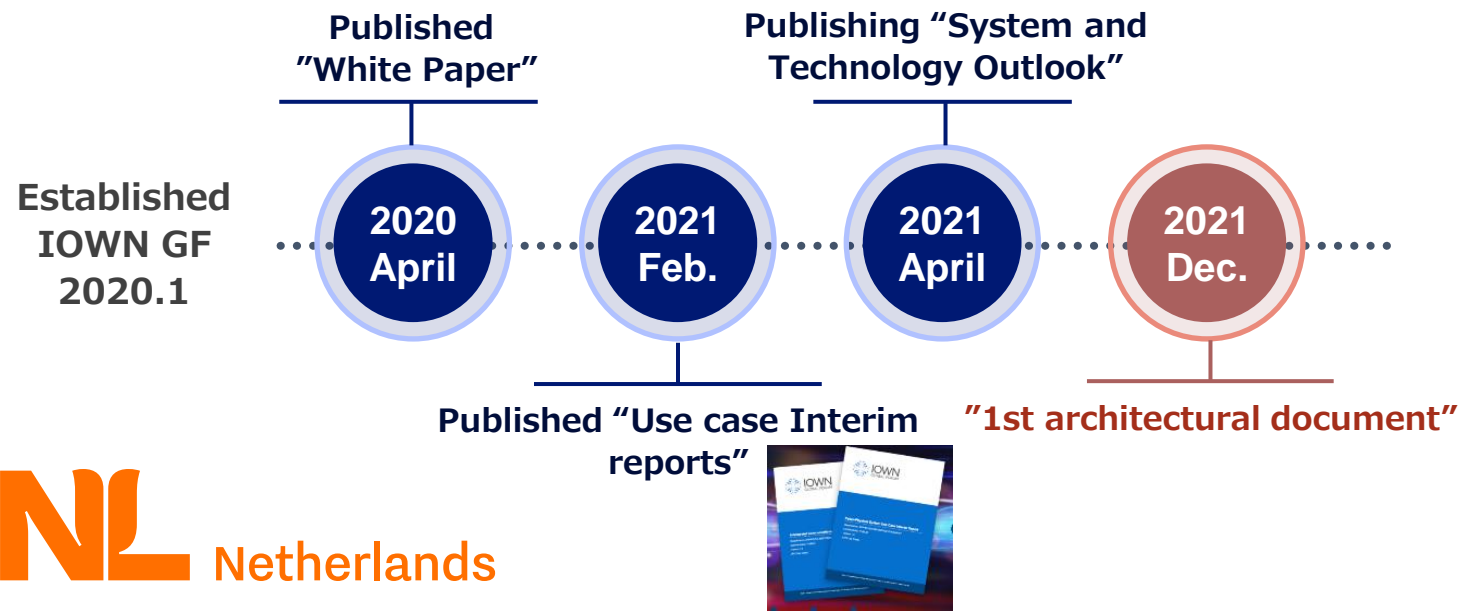 Published
”White Paper”
Publishing “System and
Technology Outlook”
Established
IOWN GF
2020.1
2020
April
2021
Feb.
2021
April
2021
Dec.
Published “Use case Interim
reports”
”1st architectural document”
IOWN
IOWN
NL Netherlands